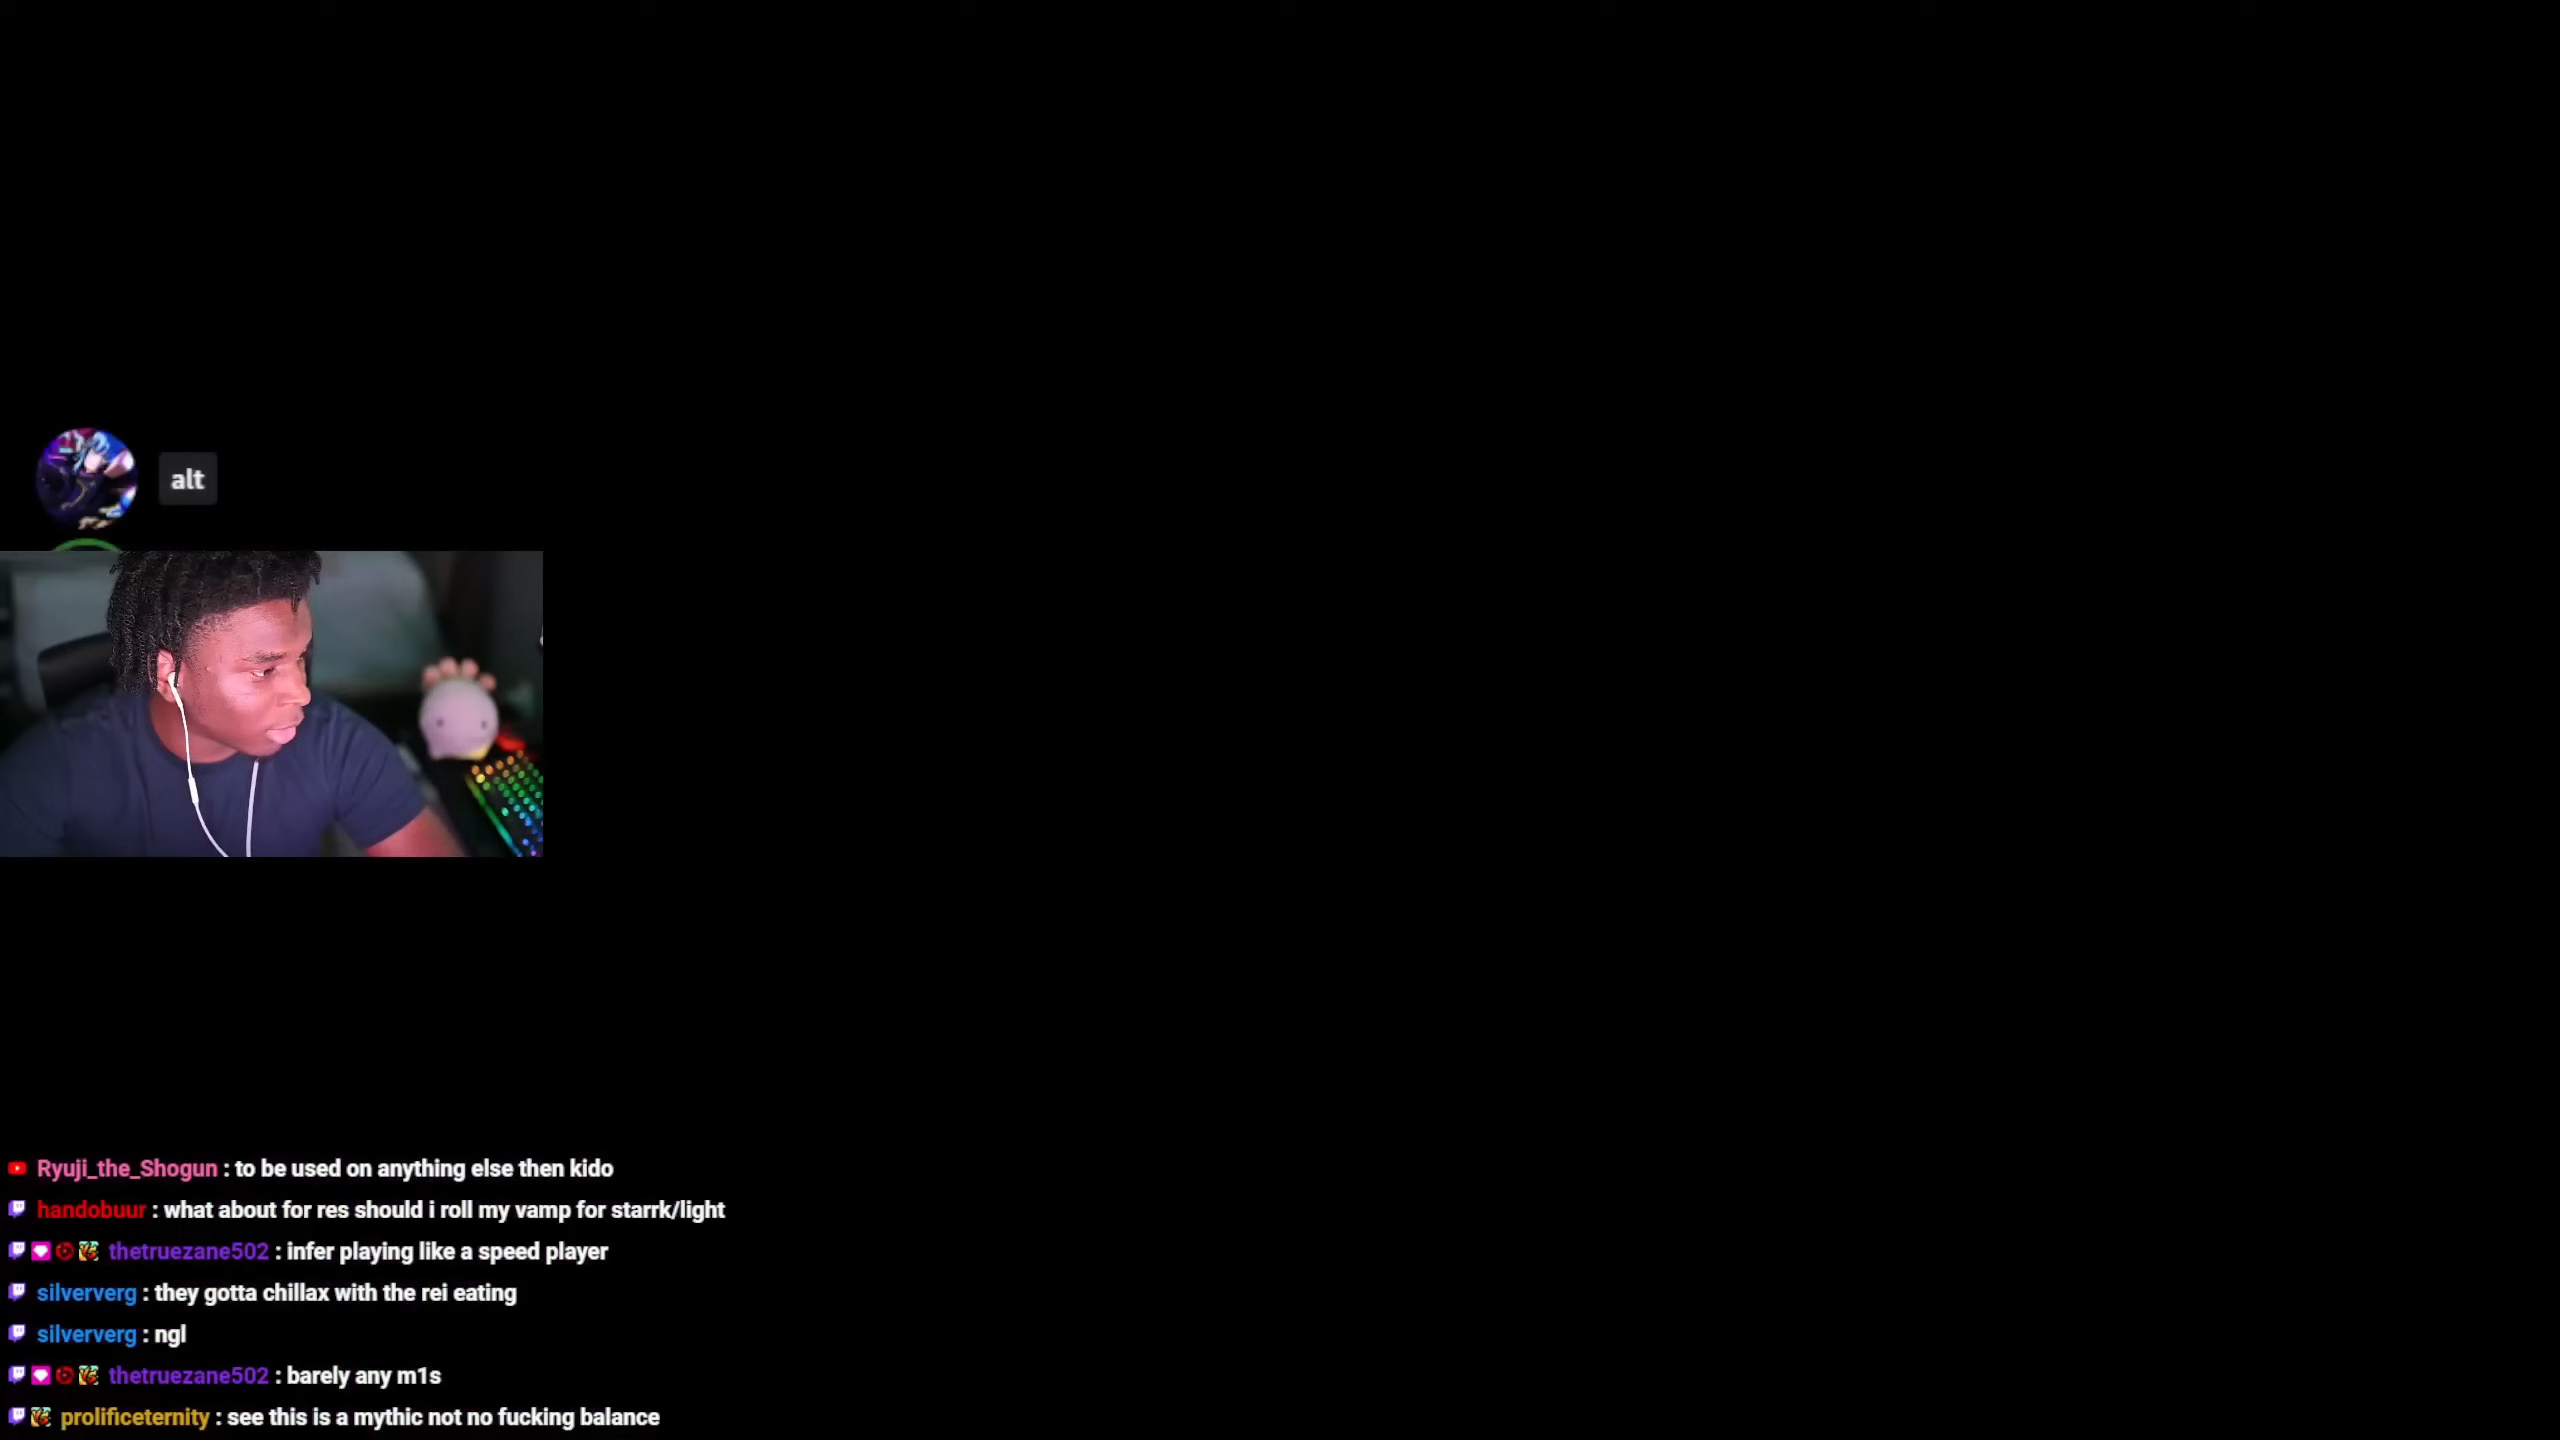 alt
Ryuji_the_Shogun : to be used on anything else then kido
handobuur : what about for res should i roll my vamp for starrk/light
thetruezane502 : infer playing like a speed player
silververg : they gotta chillax with the rei eating
silververg : ngl
thetruezane502 : barely any m1s
prolificeternity : see this is a mythic not no fucking balance